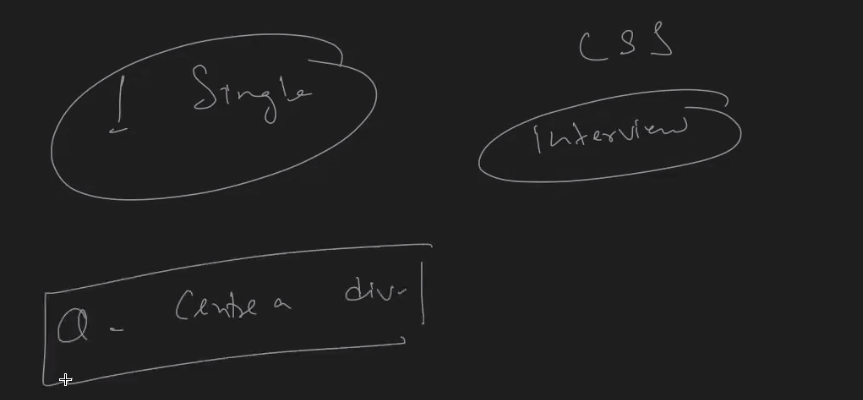 1 Single
CSS
Interview
Q - Centre a div-